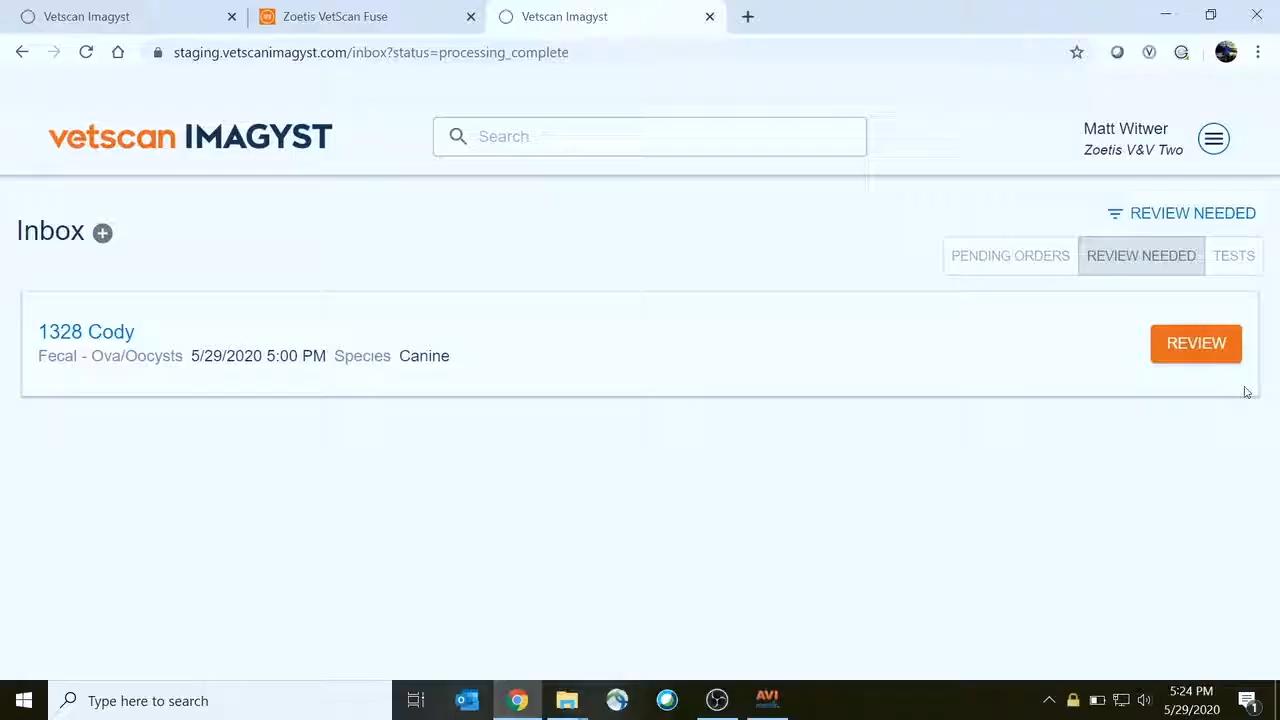 Vetscan Imagyst
Zoetis VetScan Fuse
Vetscan Imagyst
staging.vetscanimagyst.com/inbox?status=processing_complete
vetscan IMAGYST
Search
Matt Witwer
Zoetis V&V Two
REVIEW NEEDED
Inbox
PENDING ORDERS
REVIEW NEEDED
TESTS
1328 Cody
Fecal - Ova/Oocysts 5/29/2020 5:00 PM Species Canine
REVIEW
Type here to search
AVI
5:24 PM
5/29/2020
1